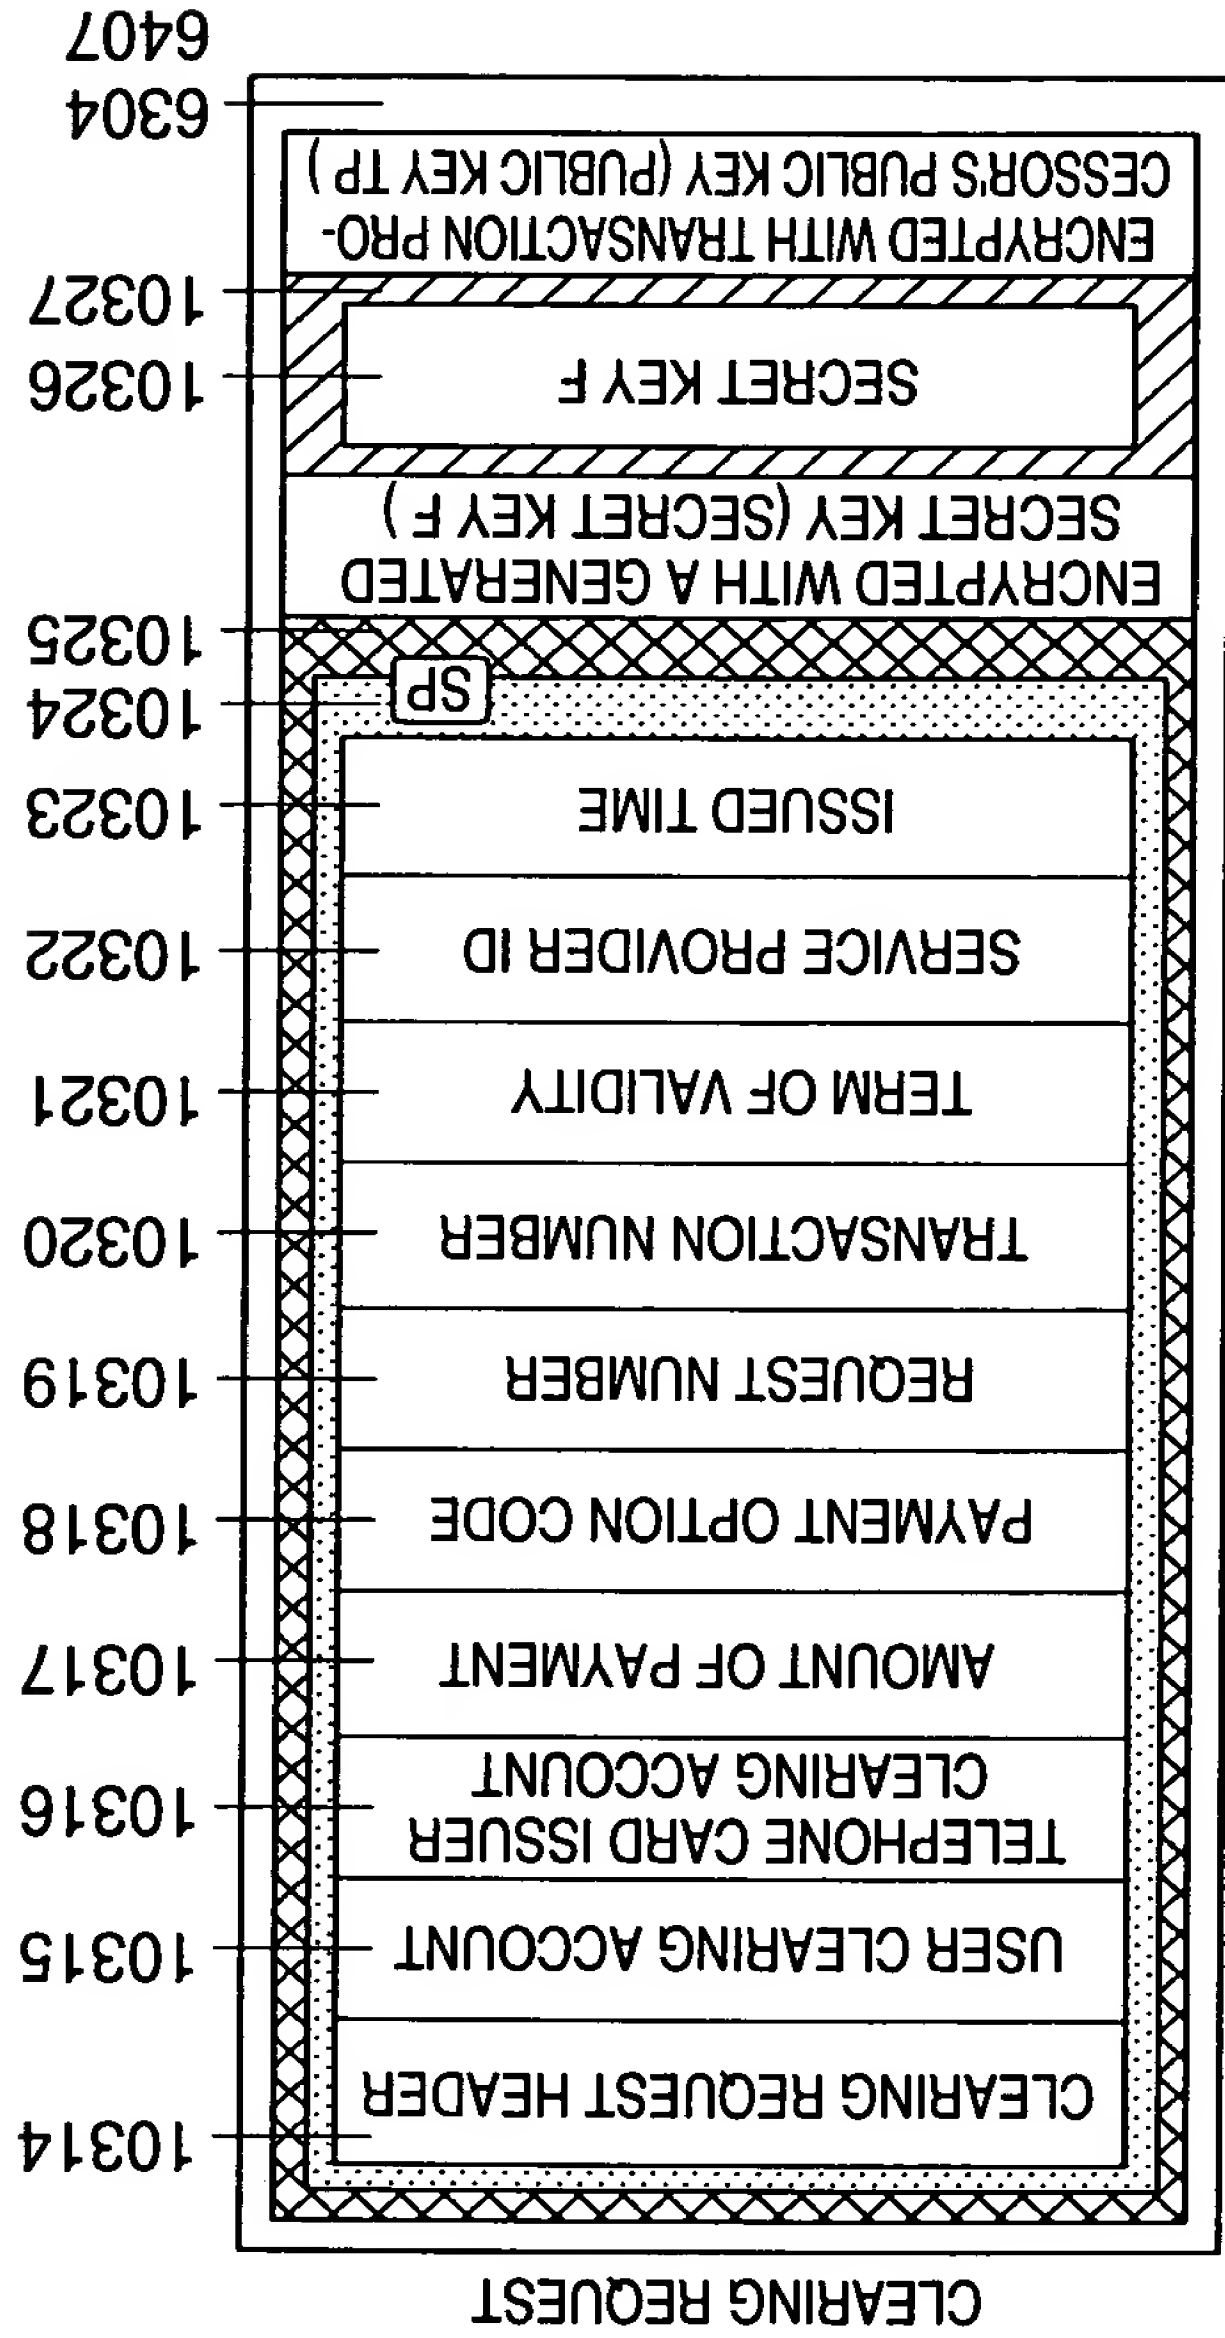 CLEARING REQUEST
CLEARING REQUEST HEADER
10314
USER CLEARING ACCOUNT
10315
TELEPHONE CARD ISSUER
CLEARING ACCOUNT
10316
AMOUNT OF PAYMENT
10317
PAYMENT OPTION CODE
10318
REQUEST NUMBER
10319
TRANSACTION NUMBER
10320
TERM OF VALIDITY
10321
SERVICE PROVIDER ID
10322
ISSUED TIME
10323
SP
10324
10325
ENCRYPTED WITH A GENERATED
SECRET KEY (SECRET KEY F )
SECRET KEY F
10326
10327
ENCRYPTED WITH TRANSACTION PRO-
CESSOR'S PUBLIC KEY (PUBLIC KEY TP )
6304
6407